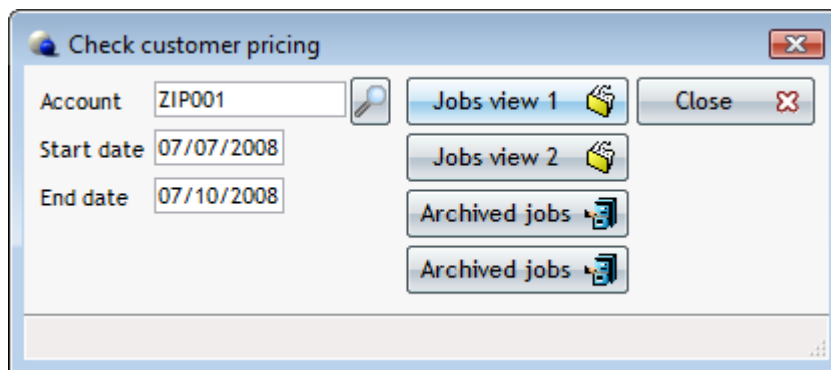 Check customer pricing
Account ZIP001 Jobs view 1 Close
Start date 07/07/2008 Jobs view 2
End date 07/10/2008 Archived jobs
Archived jobs